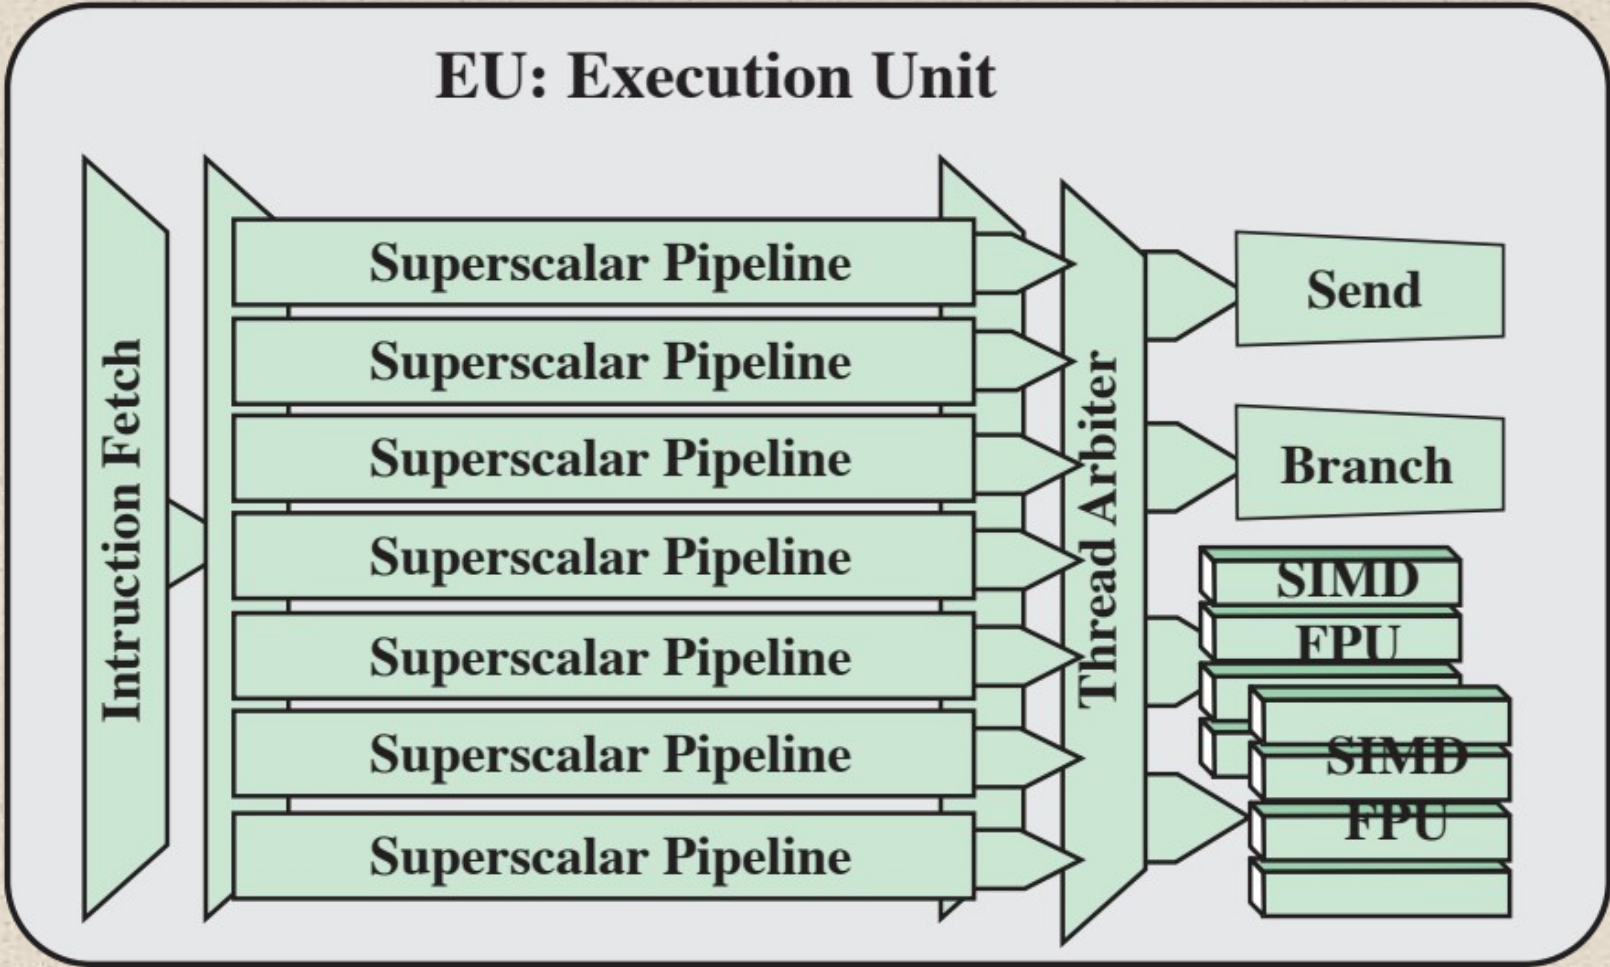 EU: Execution Unit
Intruction Fetch
Superscalar Pipeline
Superscalar Pipeline
Superscalar Pipeline
Superscalar Pipeline
Superscalar Pipeline
Superscalar Pipeline
Superscalar Pipeline
Thread Arbiter
Send
Branch
SIMD
FPU
SIMD
FPU